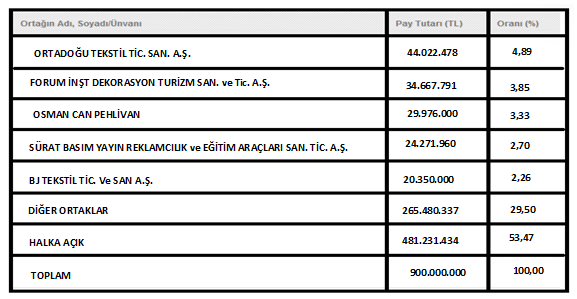 Ortağın Adı, Soyadı/Ünvanı Pay Tutarı (TL) Oranı (%)
ORTADOĞU TEKSTİL TİC. SAN. A.Ş. 44.022.478 4,89
FORUM İNŞT DEKORASYON TURİZM SAN. ve Tic. A.Ş. 34.667.791 3,85
OSMAN CAN PEHLİVAN 29.976.000 3,33
SÜRAT BASIM YAYIN REKLAMCILIK ve EĞİTİM ARAÇLARI SAN. TİC. A.Ş. 24.271.960 2,70
BJ TEKSTİL TİC. Ve SAN A.Ş. 20.350.000 2,26
DİĞER ORTAKLAR 265.480.337 29,50
HALKA AÇIK 481.231.434 53,47
TOPLAM 900.000.000 100,00